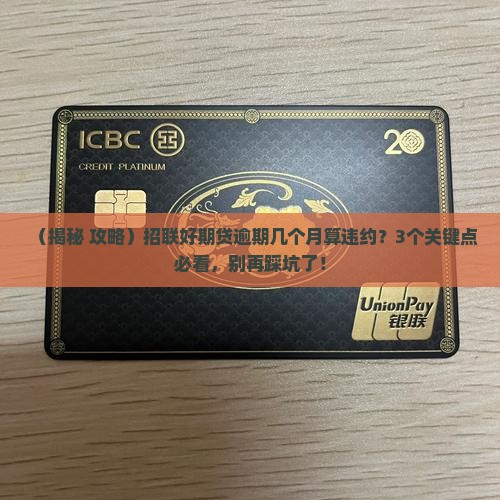 ICBC
20
CREDIT PLATINUM
（揭秘 攻略）招联好期贷逾期几个月算违约？3个关键点
必看，别再踩坑了！
UnionPay
银联